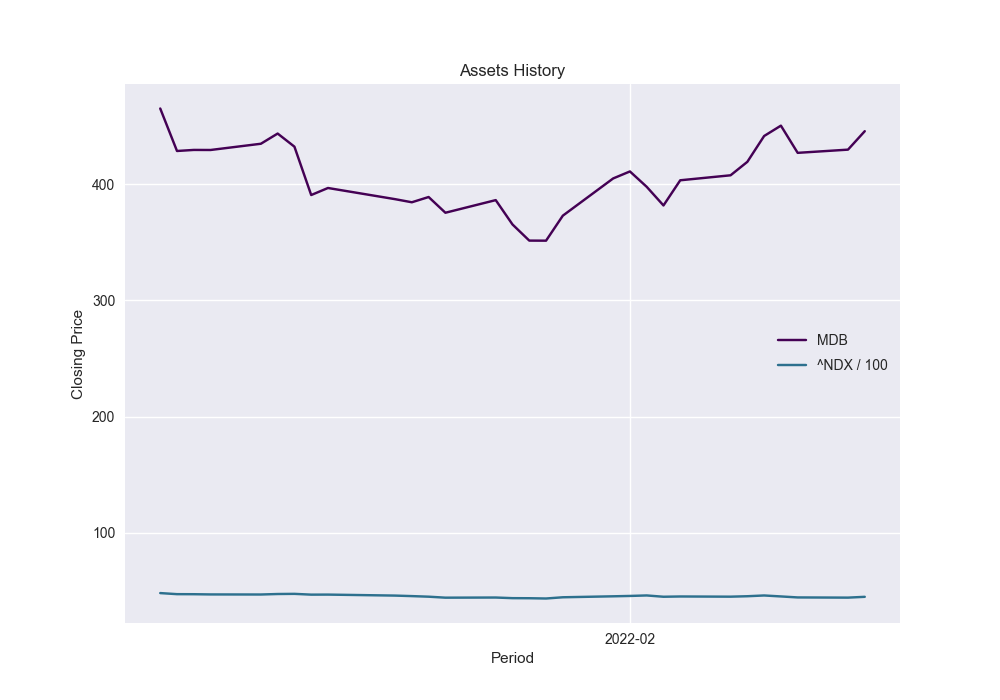 Assets History
Closing Price
400
300
200
100
MDB
^NDX / 100
2022-02
Period